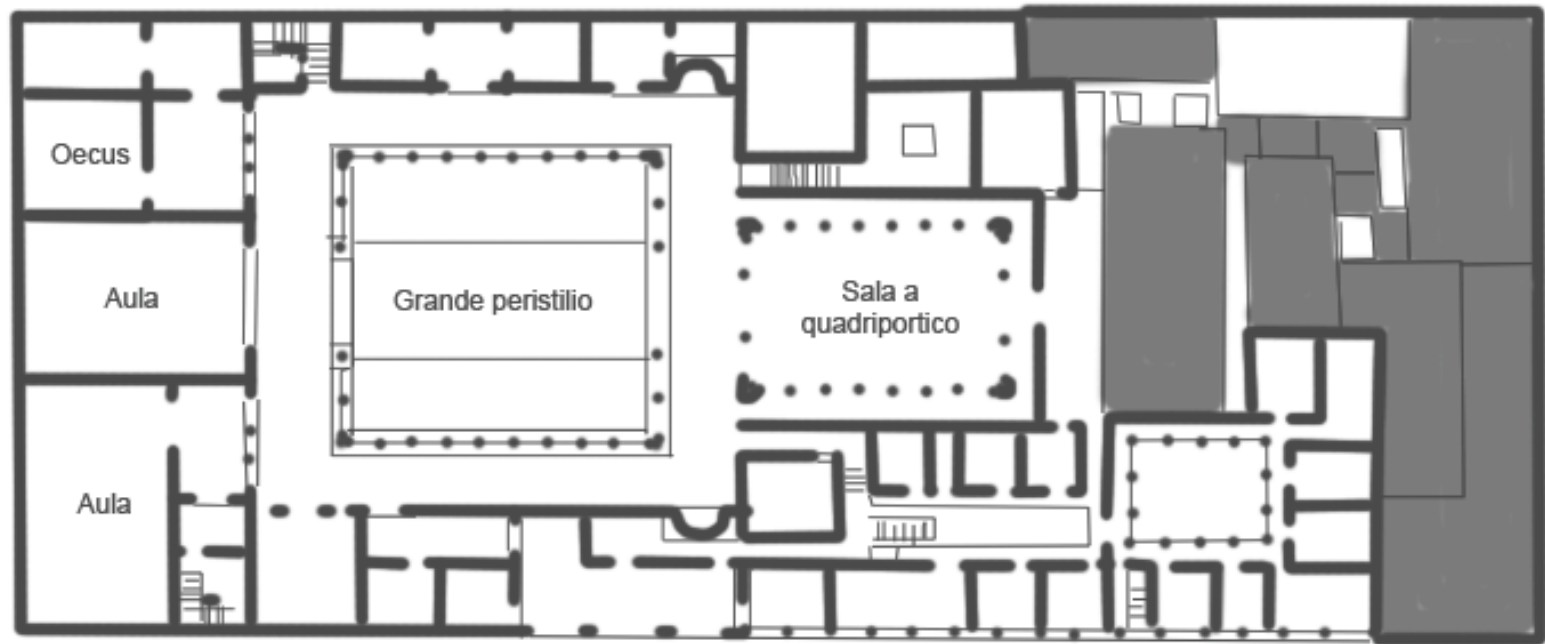 Oecus
Aula
Grande peristilio
Sala a
quadriportico
Aula